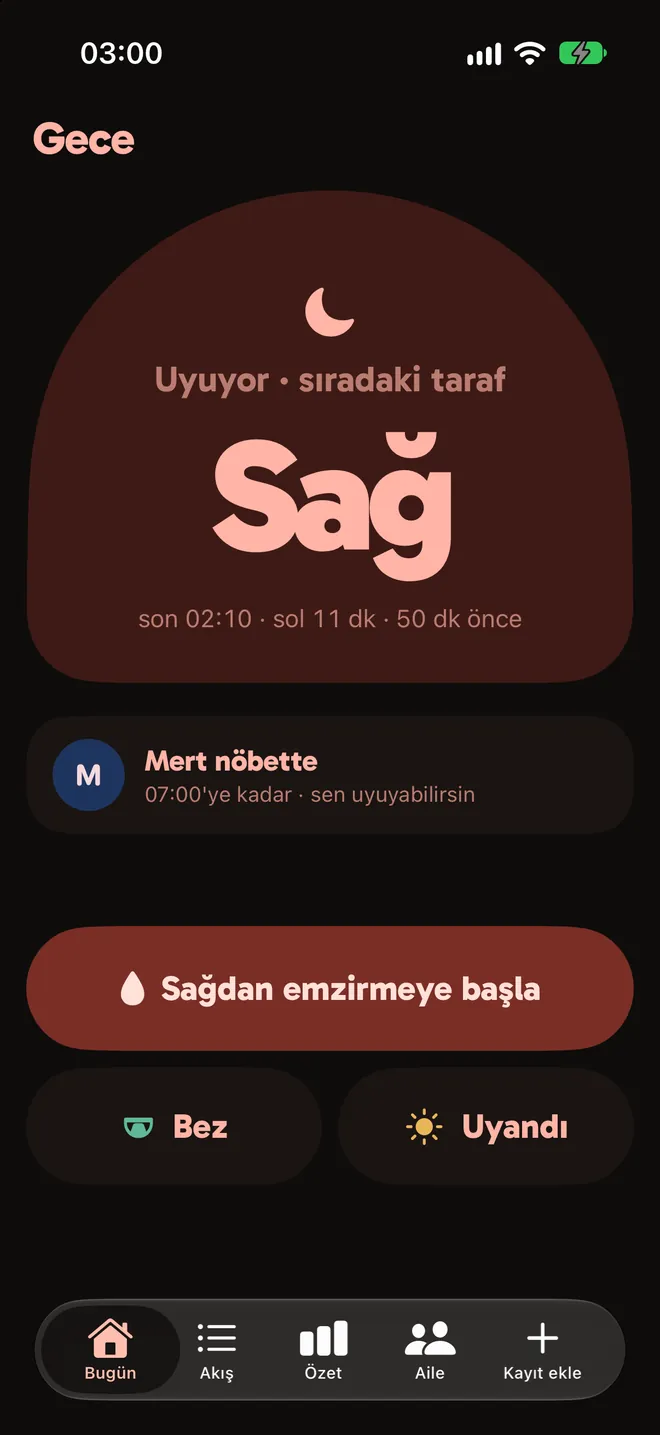 03:00
Gece
Uyuyor · sıradaki taraf
Sağ
son 02:10 · sol 11 dk · 50 dk önce
M
Mert nöbette
07:00'ye kadar · sen uyuyabilirsin
Sağdan emzirmeye başla
Bez
Uyandı
Bugün
Akış
Özet
Aile
Kayıt ekle